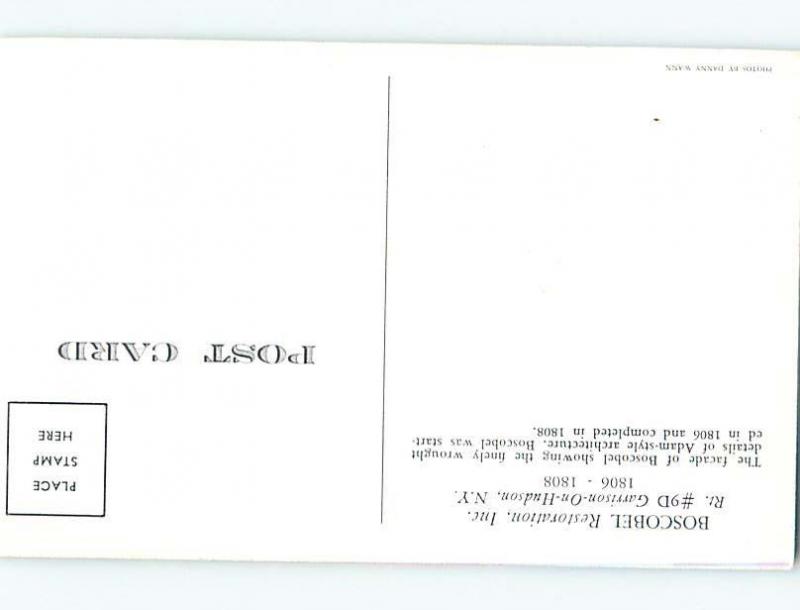 BOSCOBEL Restoration, Inc.
Rt. #9D Garrison-On-Hudson, N.Y.
1806 - 1808
The facade of Boscobel showing the finely wrought
details of Adam-style architecture. Boscobel was start-
ed in 1806 and completed in 1808.
PLACE
STAMP
HERE
POST CARD
PHOTOS BY DANNY WANN